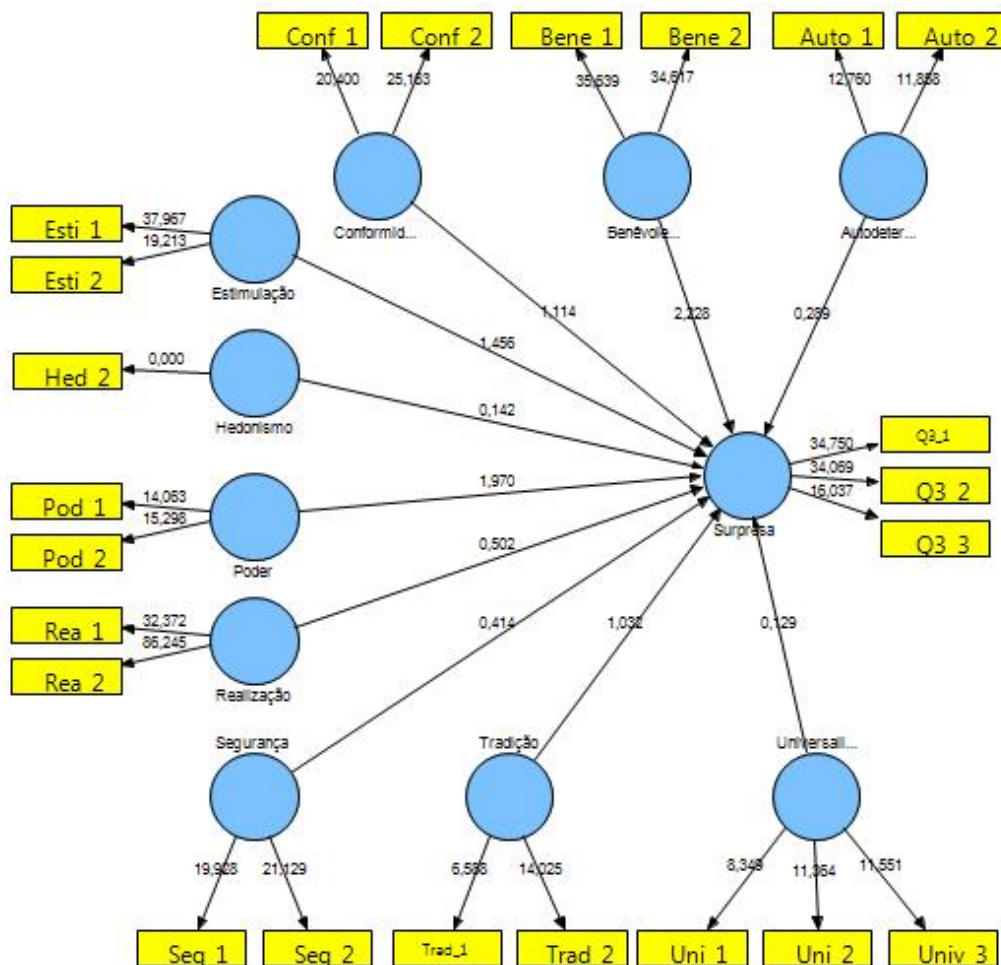 Conf 1
Conf 2
Bene 1
Bene 2
Auto 1
Auto 2
20,400
25,163
35,639
34,617
12,760
11,858
Conformid...
Benêvole...
Autodeter...
Esti 1
37,967
Esti 2
19,213
Estimulação
1,114
2,228
0,289
1,456
Hed 2
0,000
Hedonismo
0,142
Pod 1
14,063
Pod 2
15,298
Poder
1,970
Surpresa
34,750
Q3_1
34,069
Q3 2
16,037
Q3 3
Rea 1
32,372
Rea 2
86,245
Realização
0,502
0,414
1,032
0,129
Segurança
Tradição
Universali...
19,928
21,129
6,588
14,025
8,349
11,364
11,551
Seg 1
Seg 2
Trad_1
Trad 2
Uni 1
Uni 2
Univ 3